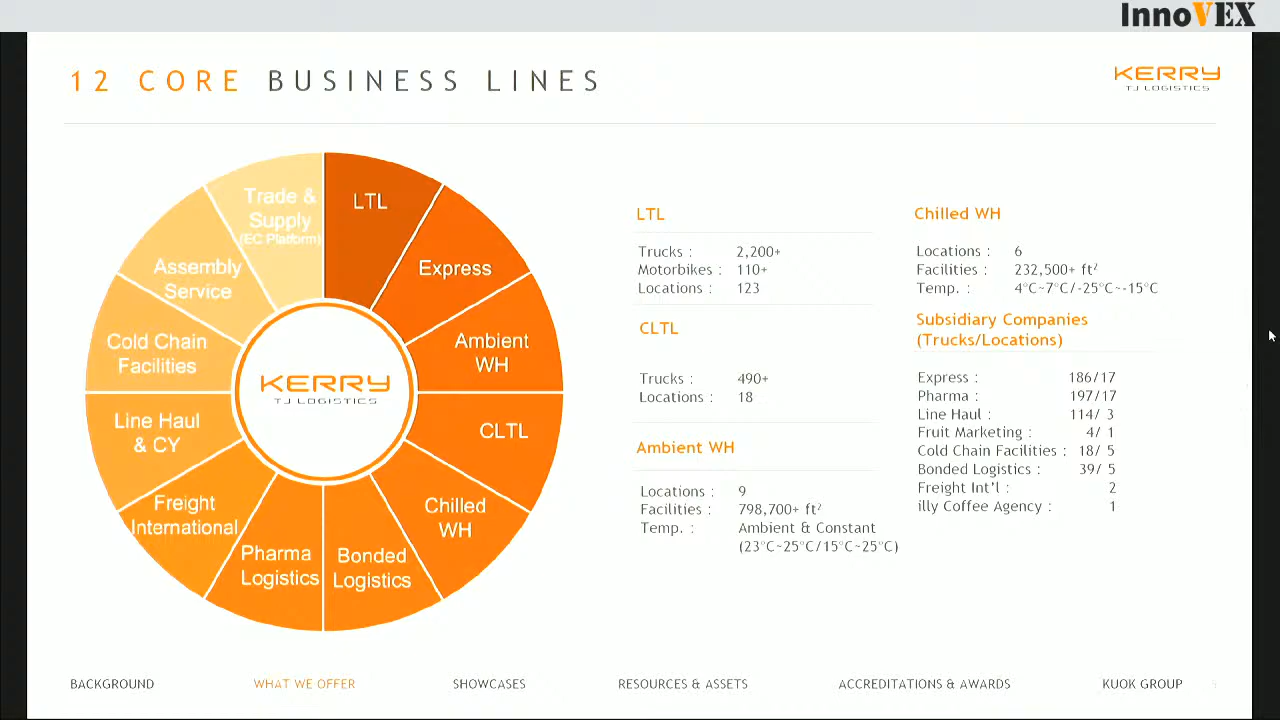 InnoVEX
12 CORE BUSINESS LINES
KERRY
TJ LOGISTICS
Trade &
Supply
(EC Platform)
LTL
Express
Ambient
WH
CLTL
Chilled
WH
Bonded
Logistics
Pharma
Logistics
Freight
International
Line Haul
& CY
Cold Chain
Facilities
Assembly
Service
KERRY
TJ LOGISTICS
LTL
Trucks : 2,200+
Motorbikes : 110+
Locations : 123
CLTL
Trucks : 490+
Locations : 18
Ambient WH
Locations : 9
Facilities : 798,700+ ft²
Temp. : Ambient & Constant
(23°C~25°C/15°C~25°C)
Chilled WH
Locations : 6
Facilities : 232,500+ ft²
Temp. : 4°C~7°C/-25°C~-15°C
Subsidiary Companies
(Trucks/Locations)
Express : 186/17
Pharma : 197/17
Line Haul : 114/ 3
Fruit Marketing : 4/ 1
Cold Chain Facilities : 18/ 5
Bonded Logistics : 39/ 5
Freight Int'l : 2
illy Coffee Agency : 1
BACKGROUND WHAT WE OFFER SHOWCASES RESOURCES & ASSETS ACCREDITATIONS & AWARDS KUOK GROUP